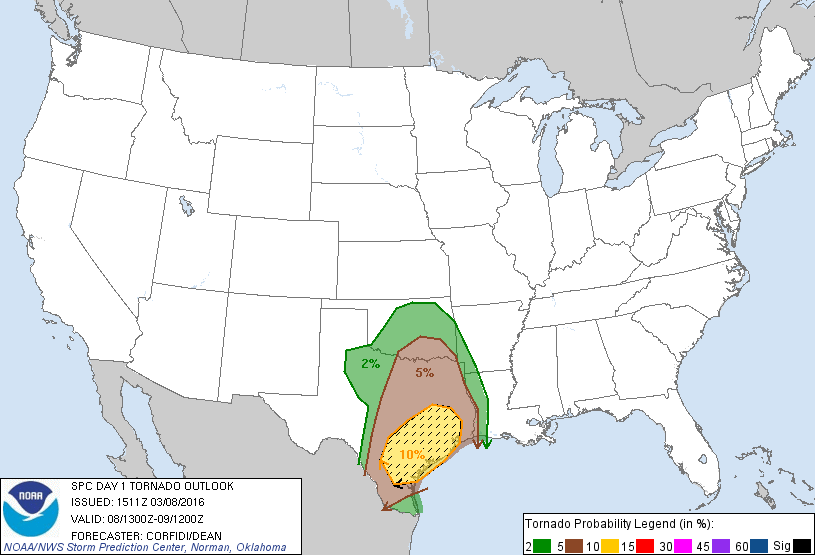 2%
5%
10%
NOAA
SPC DAY 1 TORNADO OUTLOOK
ISSUED: 1511Z 03/08/2016
VALID: 08/1300Z-09/1200Z
FORECASTER: CORFIDI/DEAN
NOAA/NWS Storm Prediction Center, Norman, Oklahoma
Tornado Probability Legend (in %):
2 5 10 15 30 45 60 Sig